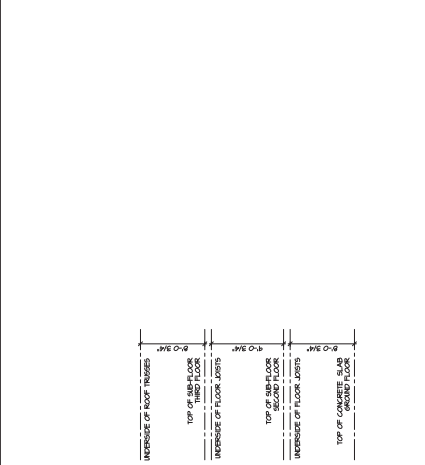 8'-0 3/4"
9'-0 3/4"
8'-0 3/4"
UNDERSIDE OF ROOF TRUSSES
TOP OF SUB-FLOOR
THIRD FLOOR
UNDERSIDE OF FLOOR JOISTS
TOP OF SUB-FLOOR
SECOND FLOOR
UNDERSIDE OF FLOOR JOISTS
TOP OF CONCRETE SLAB
GROUND FLOOR